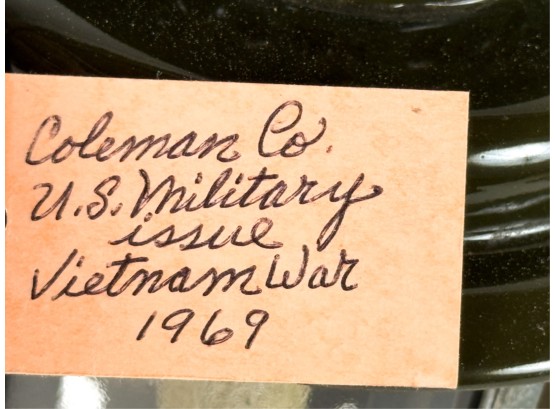 Coleman Co.
U.S. Military
issue
Vietnam War
1969